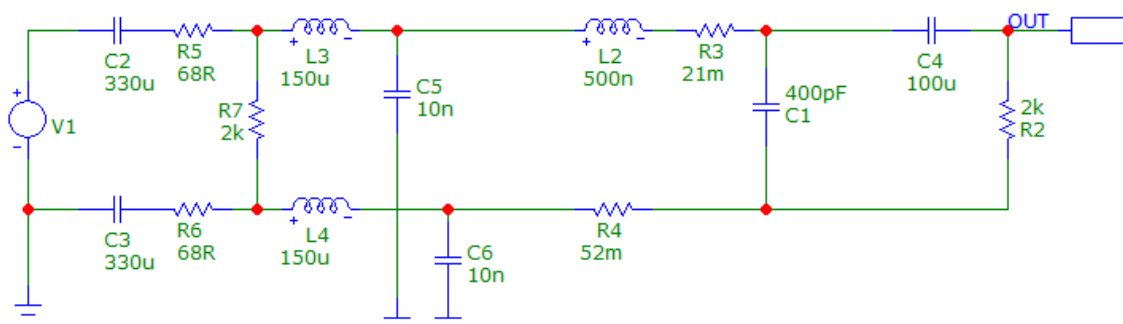 OUT
C2
330u
R5
68R
L3
150u
+ -
C5
10n
L2
500n
+ -
R3
21m
C4
100u
400pF
C1
2k
R2
R7
2k
+
V1
-
C3
330u
R6
68R
L4
150u
+ -
C6
10n
R4
52m